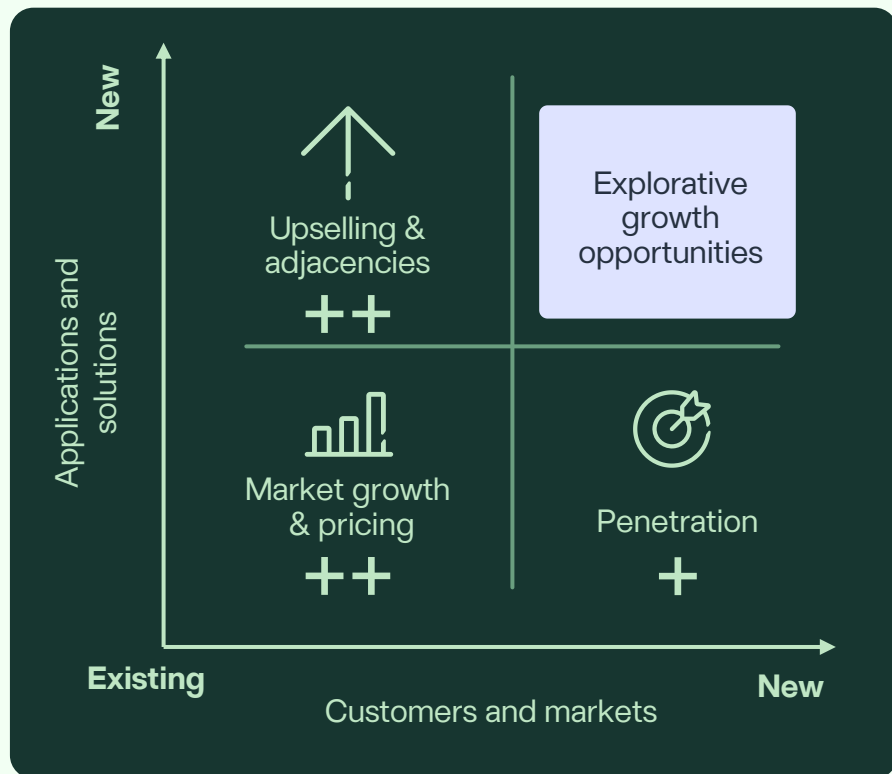 New
Applications and
solutions
Upselling &
adjacencies
++
Explorative
growth
opportunities
Market growth
& pricing
++
Penetration
+
Existing
New
Customers and markets